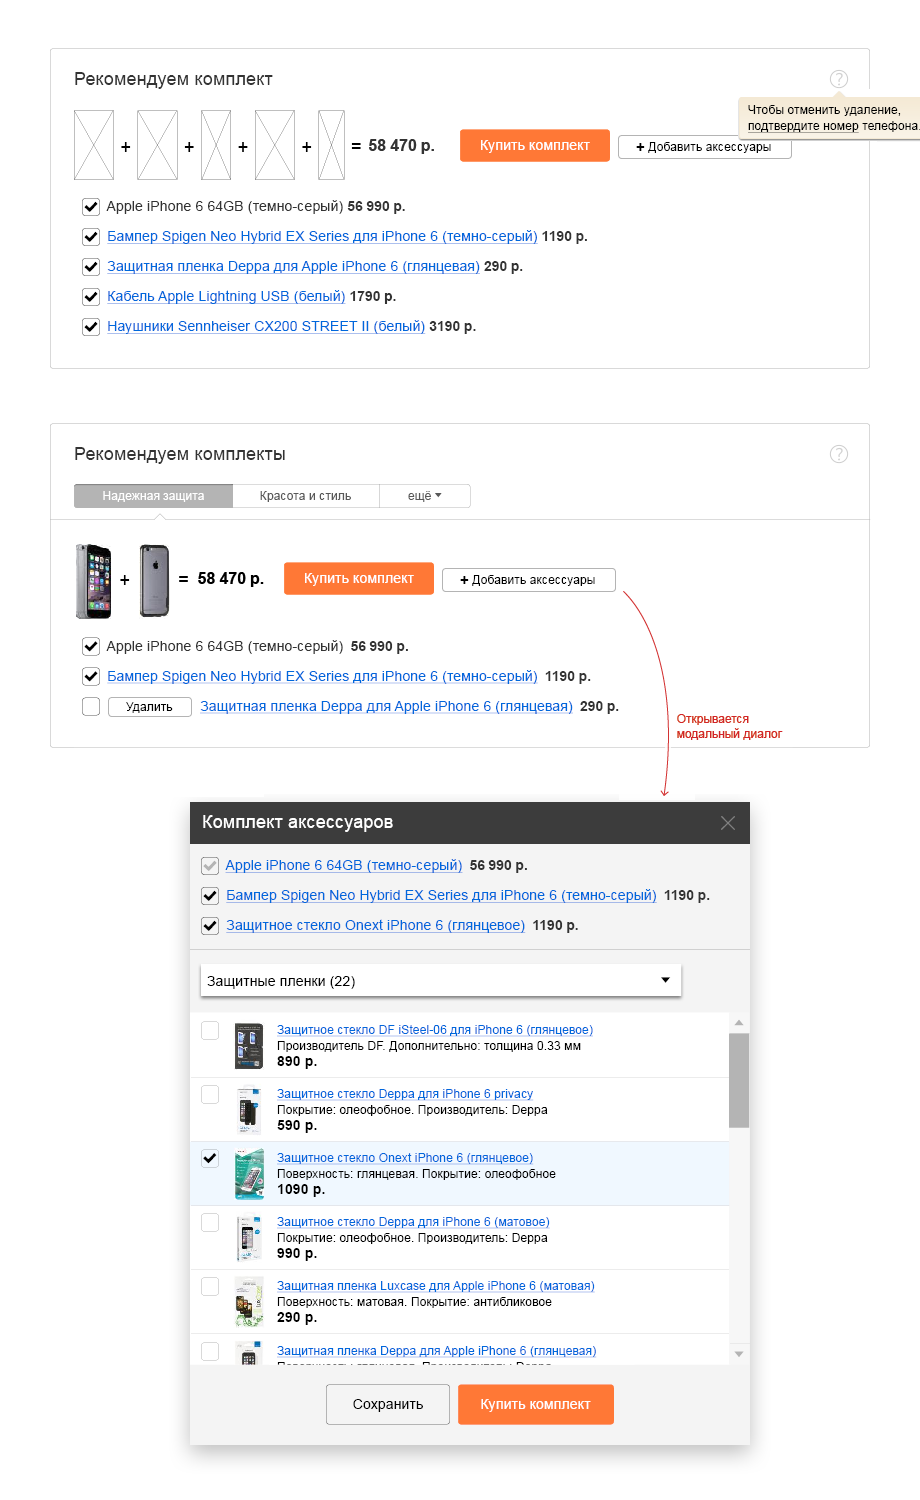 Рекомендуем комплект
?
Чтобы отменить удаление,
подтвердите номер телефона.
+ + + + = 58 470 р.
Купить комплект
+ Добавить аксессуары
Apple iPhone 6 64GB (темно-серый) 56 990 р.
Бампер Spigen Neo Hybrid EX Series для iPhone 6 (темно-серый) 1190 р.
Защитная пленка Deppa для Apple iPhone 6 (глянцевая) 290 р.
Кабель Apple Lightning USB (белый) 1790 р.
Наушники Sennheiser CX200 STREET II (белый) 3190 р.
Рекомендуем комплекты
?
Надежная защита
Красота и стиль
ещё
+ = 58 470 р.
Купить комплект
+ Добавить аксессуары
Apple iPhone 6 64GB (темно-серый) 56 990 р.
Бампер Spigen Neo Hybrid EX Series для iPhone 6 (темно-серый) 1190 р.
Удалить
Защитная пленка Deppa для Apple iPhone 6 (глянцевая) 290 р.
Открывается
модальный диалог
Комплект аксессуаров
Apple iPhone 6 64GB (темно-серый) 56 990 р.
Бампер Spigen Neo Hybrid EX Series для iPhone 6 (темно-серый) 1190 р.
Защитное стекло Onext iPhone 6 (глянцевое) 1190 р.
Защитные пленки (22)
Защитное стекло DF iSteel-06 для iPhone 6 (глянцевое)
Производитель DF. Дополнительно: толщина 0.33 мм
890 р.
Защитное стекло Deppa для iPhone 6 privacy
Покрытие: олеофобное. Производитель: Deppa
590 р.
Защитное стекло Onext iPhone 6 (глянцевое)
Поверхность: глянцевая. Покрытие: олеофобное
1090 р.
Защитное стекло Deppa для iPhone 6 (матовое)
Покрытие: олеофобное. Производитель: Deppa
990 р.
Защитная пленка Luxcase для Apple iPhone 6 (матовая)
Поверхность: матовая. Покрытие: антибликовое
290 р.
Защитная пленка Deppa для Apple iPhone 6 (глянцевая)
Сохранить
Купить комплект